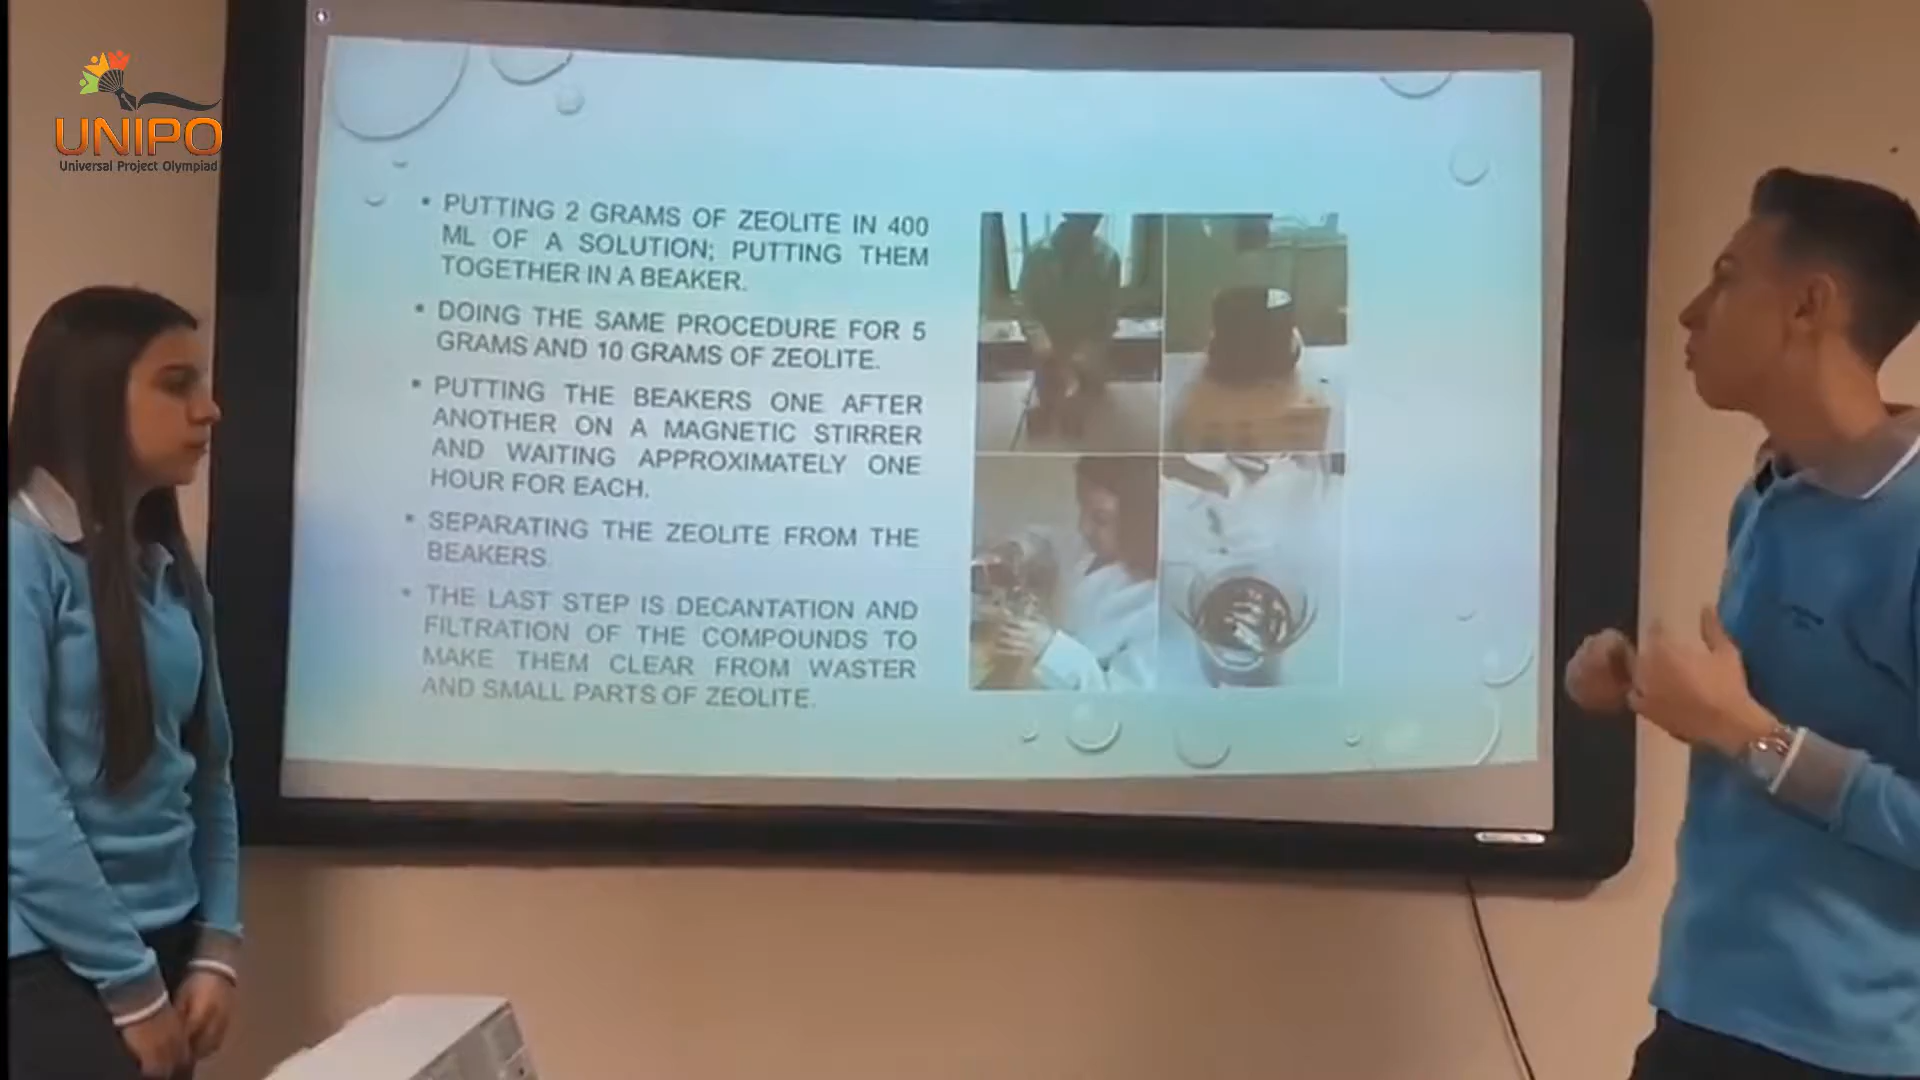 UNIPO
Universal Project Olympiad
• PUTTING 2 GRAMS OF ZEOLITE IN 400
ML OF A SOLUTION; PUTTING THEM
TOGETHER IN A BEAKER.
• DOING THE SAME PROCEDURE FOR 5
GRAMS AND 10 GRAMS OF ZEOLITE.
• PUTTING THE BEAKERS ONE AFTER
ANOTHER ON A MAGNETIC STIRRER
AND WAITING APPROXIMATELY ONE
HOUR FOR EACH.
• SEPARATING THE ZEOLITE FROM THE
BEAKERS
• THE LAST STEP IS DECANTATION AND
FILTRATION OF THE COMPOUNDS TO
MAKE THEM CLEAR FROM WASTER
AND SMALL PARTS OF ZEOLITE.